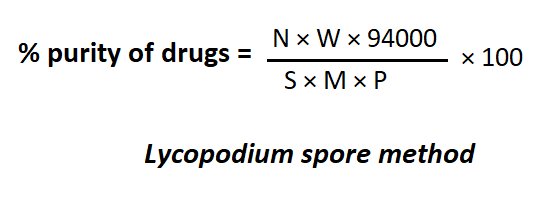 % purity of drugs = N × W × 94000 / S × M × P × 100
Lycopodium spore method